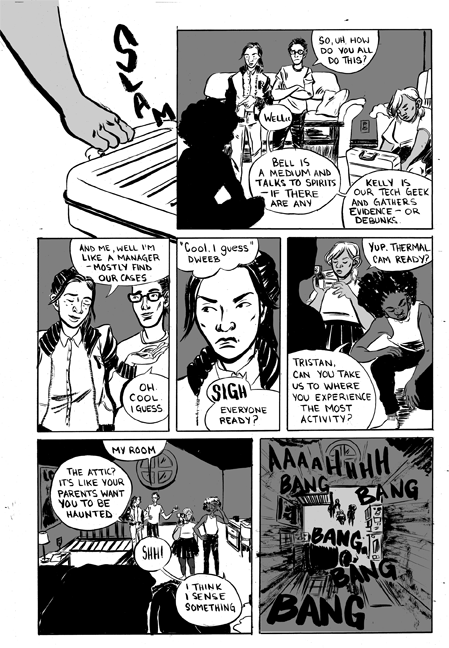 SLAM
SO, UH, HOW
DO YOU ALL
DO THIS?
WELL..
BELL IS
A MEDIUM AND
TALKS TO SPIRITS
- IF THERE
ARE ANY
KELLY IS
OUR TECH GEEK
AND GATHERS
EVIDENCE - OR
DEBUNKS.
AND ME, WELL I'M
LIKE A MANAGER
- MOSTLY FIND
OUR CASES
OH.
COOL.
I GUESS
"COOL. I GUESS"
DWEEB
SIGH
EVERYONE
READY?
YUP. THERMAL
CAM READY?
TRISTAN,
CAN YOU TAKE
US TO WHERE
YOU EXPERIENCE
THE MOST
ACTIVITY?
MY ROOM
THE ATTIC?
IT'S LIKE YOUR
PARENTS WANT
YOU TO BE
HAUNTED
SHH!
I THINK
I SENSE
SOMETHING
AAAAHHHH
BANG
BANG
BANG
BANG
BANG